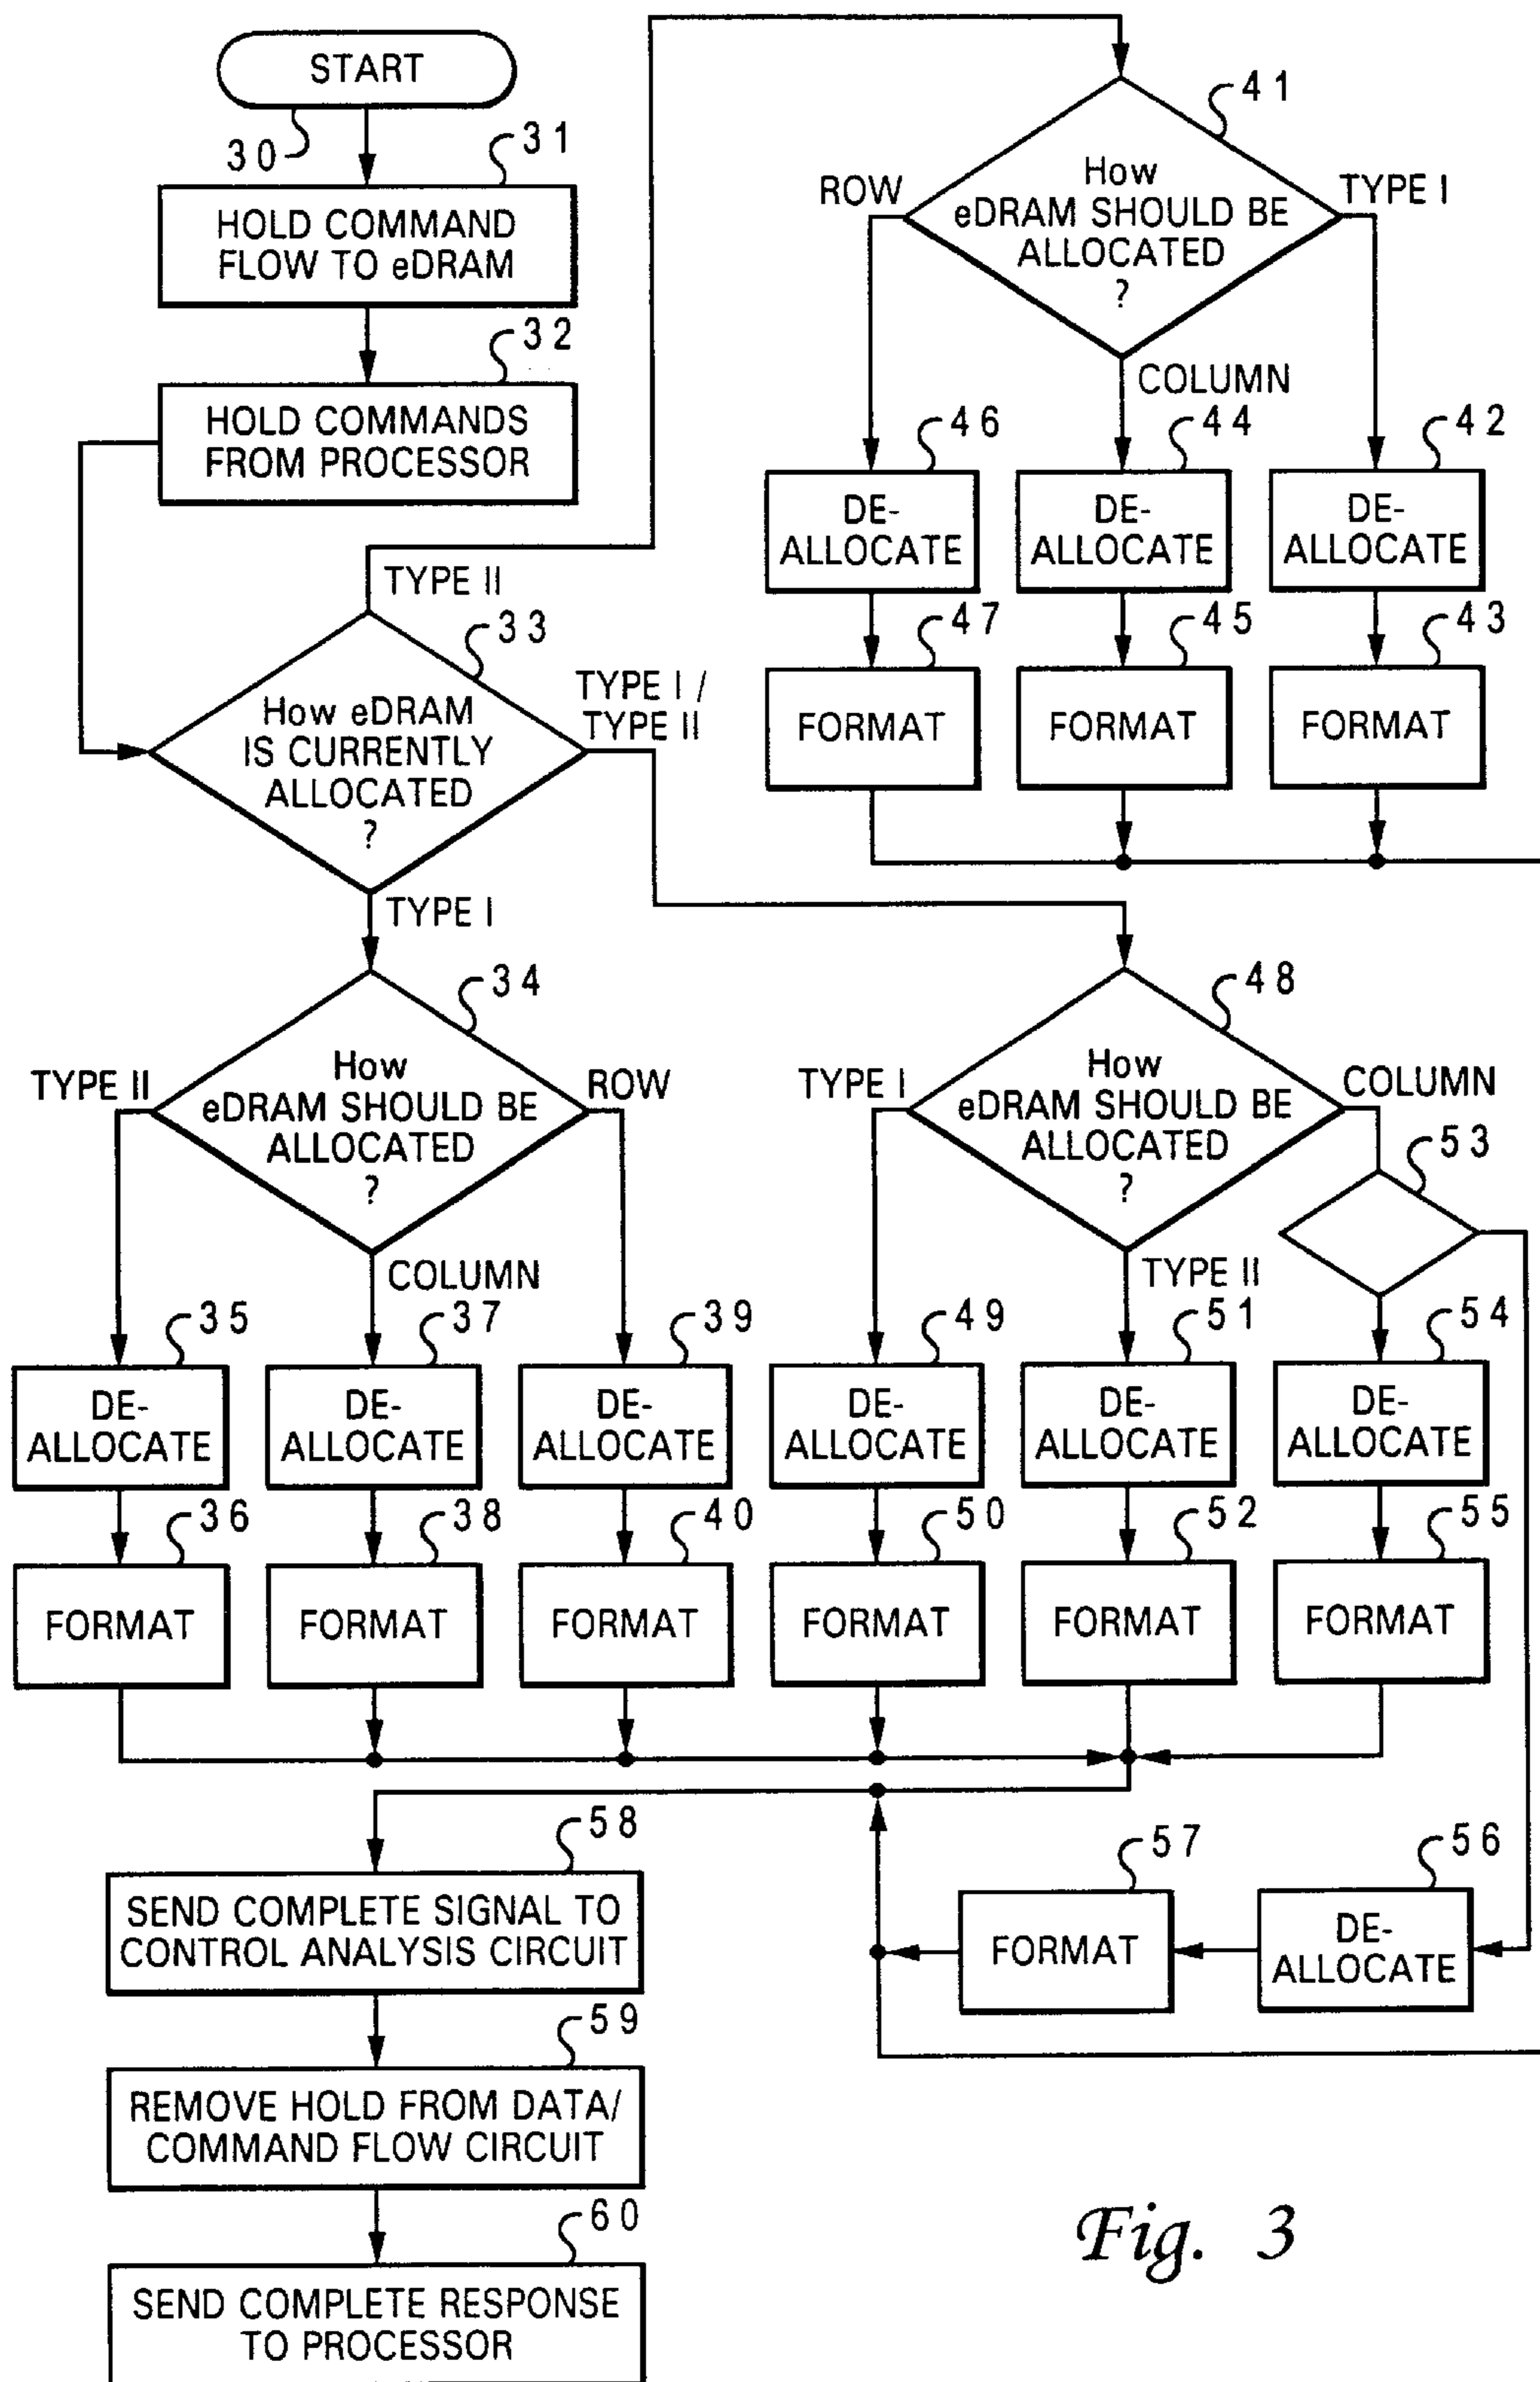 START
30
31
HOLD COMMAND
FLOW TO eDRAM
32
HOLD COMMANDS
FROM PROCESSOR
TYPE II
33
How eDRAM
IS CURRENTLY
ALLOCATED
?
TYPE I /
TYPE II
TYPE I
41
How
eDRAM SHOULD BE
ALLOCATED
?
ROW
TYPE I
COLUMN
46
44
42
DE-
ALLOCATE
DE-
ALLOCATE
DE-
ALLOCATE
47
45
43
FORMAT
FORMAT
FORMAT
34
How
eDRAM SHOULD BE
ALLOCATED
?
TYPE II
ROW
COLUMN
35
37
39
DE-
ALLOCATE
DE-
ALLOCATE
DE-
ALLOCATE
36
38
40
FORMAT
FORMAT
FORMAT
48
How
eDRAM SHOULD BE
ALLOCATED
?
TYPE I
COLUMN
53
TYPE II
49
51
54
DE-
ALLOCATE
DE-
ALLOCATE
DE-
ALLOCATE
50
52
55
FORMAT
FORMAT
FORMAT
57
56
FORMAT
DE-
ALLOCATE
58
SEND COMPLETE SIGNAL TO
CONTROL ANALYSIS CIRCUIT
59
REMOVE HOLD FROM DATA/
COMMAND FLOW CIRCUIT
60
SEND COMPLETE RESPONSE
TO PROCESSOR
Fig. 3